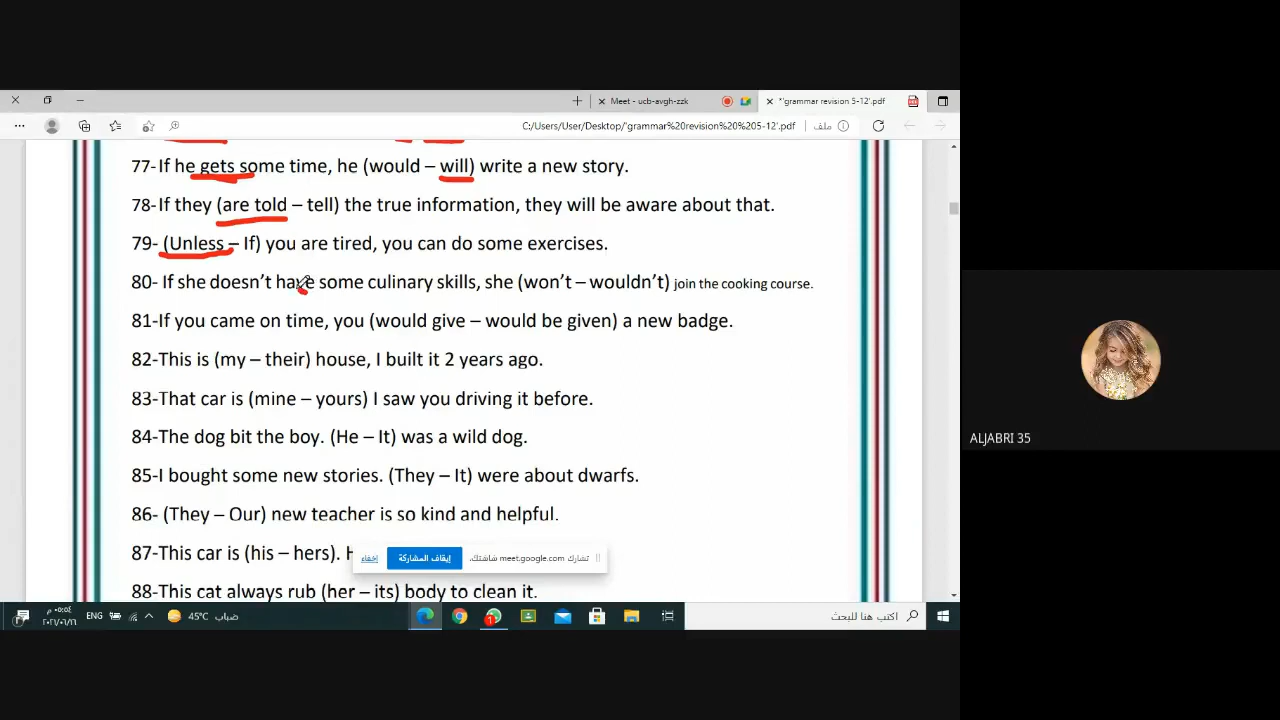 Meet - ucb-avgh-zzk
*'grammar revision 5-12'.pdf
C:/Users/User/Desktop/'grammar%20revision%20%205-12'.pdf
ملف
77-If he gets some time, he (would – will) write a new story.
78-If they (are told – tell) the true information, they will be aware about that.
79- (Unless – If) you are tired, you can do some exercises.
80- If she doesn't have some culinary skills, she (won't – wouldn't) join the cooking course.
81-If you came on time, you (would give – would be given) a new badge.
82-This is (my – their) house, I built it 2 years ago.
83-That car is (mine – yours) I saw you driving it before.
84-The dog bit the boy. (He – It) was a wild dog.
85-I bought some new stories. (They – It) were about dwarfs.
86- (They – Our) new teacher is so kind and helpful.
87-This car is (his – hers). H
إخفاء
إيقاف المشاركة
تشارك meet.google.com شاشتك.
88-This cat always rub (her – its) body to clean it.
ALJABRI 35
ENG
45°C ضباب
اكتب هنا للبحث